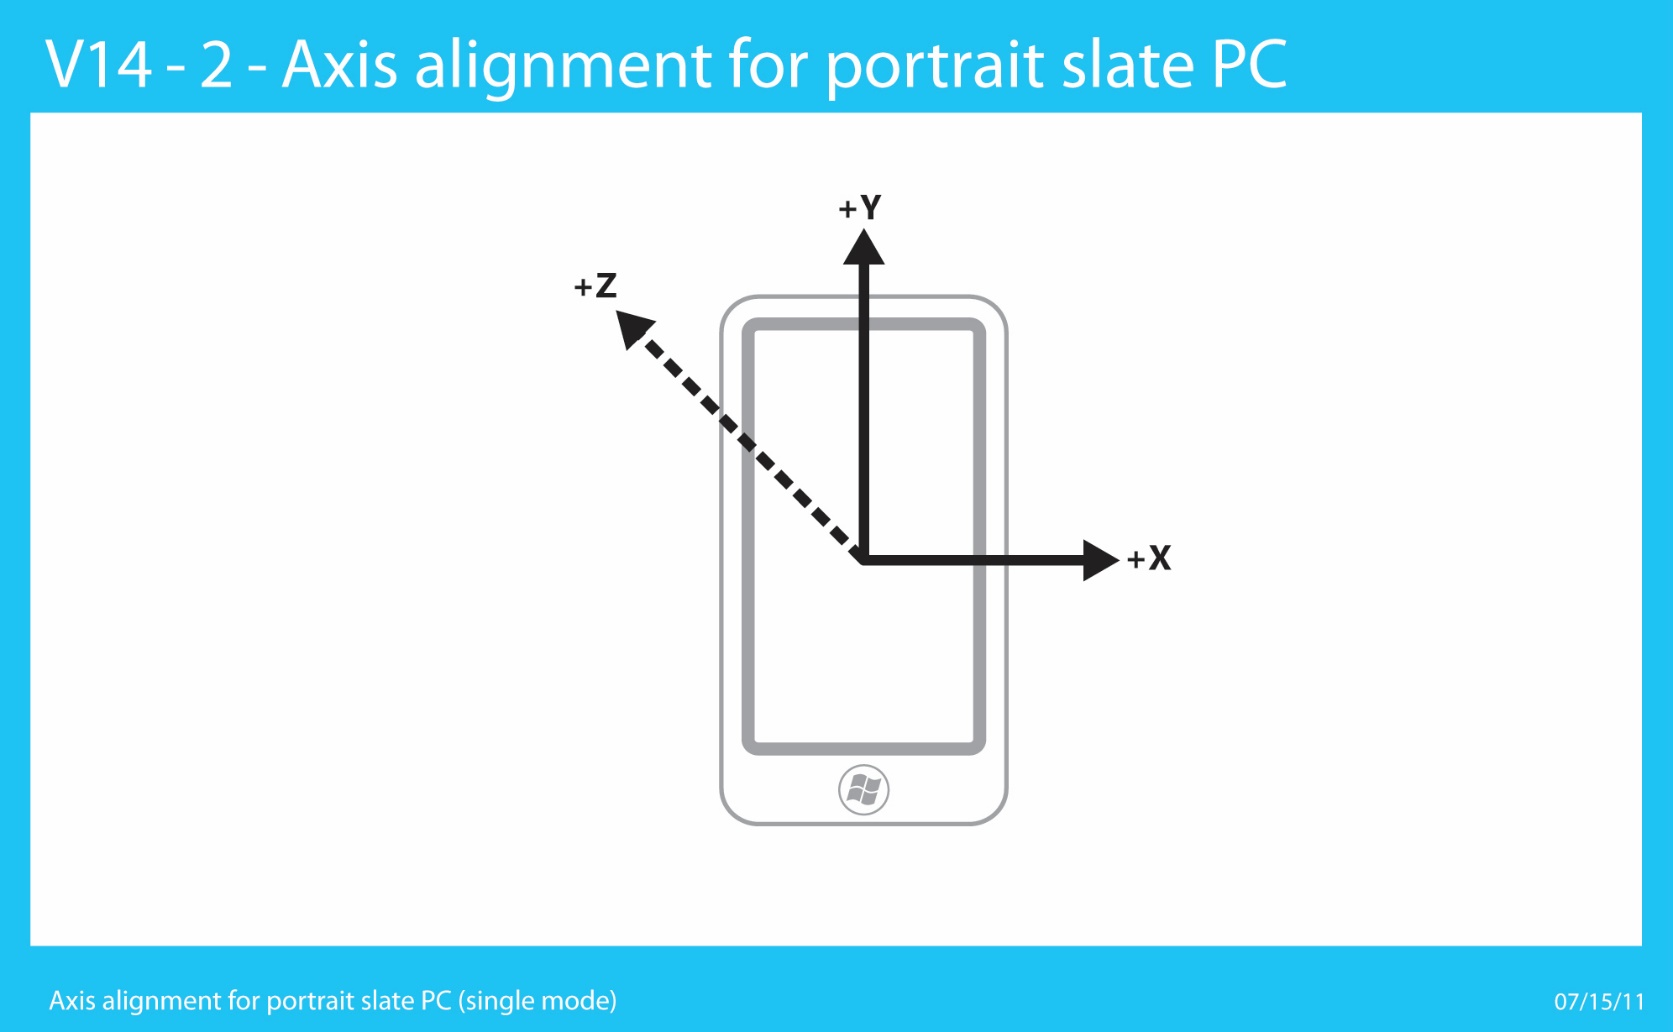 V14 - 2 - Axis alignment for portrait slate PC
+Y
+Z
+X
Axis alignment for portrait slate PC (single mode)
07/15/11